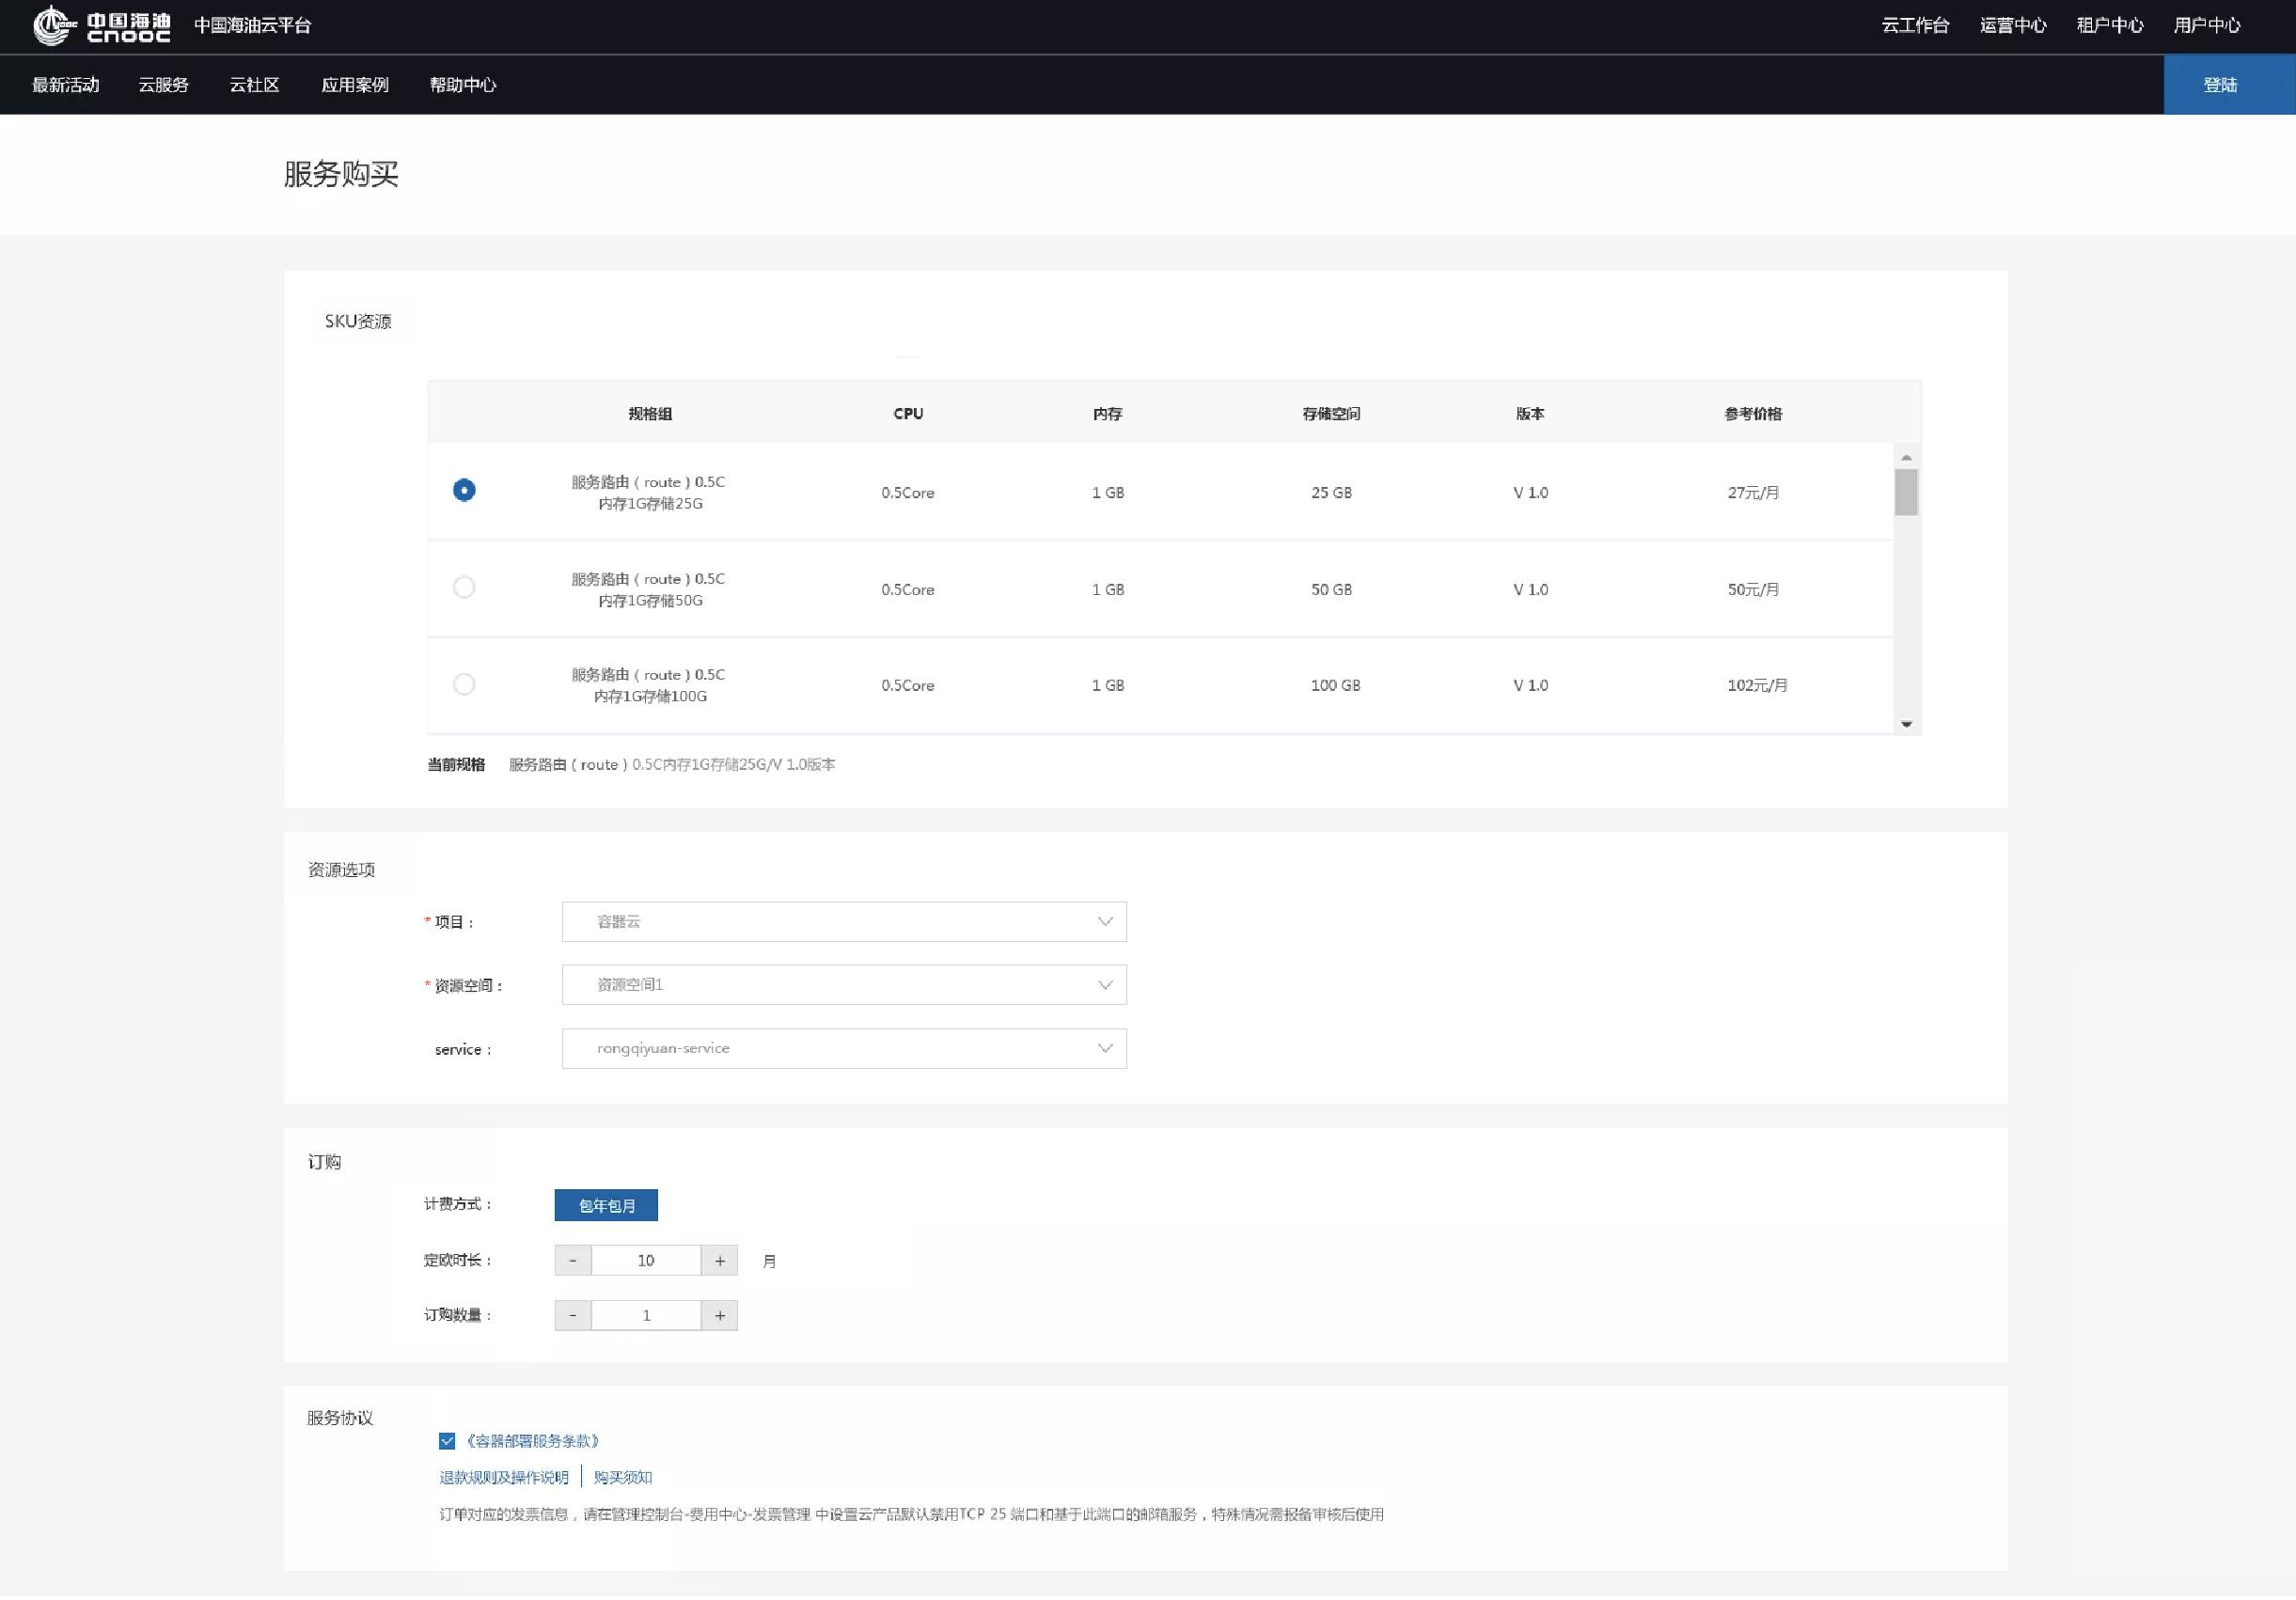 中国海油 CNOOC 中国海油云平台 云工作台 运营中心 租户中心 用户中心
最新活动 云服务 云社区 应用案例 帮助中心 登陆
服务购买
SKU资源
规格组 CPU 内存 存储空间 版本 参考价格
服务路由（route）0.5C
内存1G存储25G
0.5Core 1 GB 25 GB V 1.0 27元/月
服务路由（route）0.5C
内存1G存储50G
0.5Core 1 GB 50 GB V 1.0 50元/月
服务路由（route）0.5C
内存1G存储100G
0.5Core 1 GB 100 GB V 1.0 102元/月
当前规格 服务路由（route）0.5C内存1G存储25G/V 1.0版本
资源选项
* 项目： 容器云
* 资源空间： 资源空间1
service： rongqiyuan-service
订购
计费方式： 包年包月
定欧时长： - 10 + 月
订购数量： - 1 +
服务协议
《容器部署服务条款》
退款规则及操作说明 购买须知
订单对应的发票信息，请在管理控制台-费用中心-发票管理 中设置云产品默认禁用TCP 25 端口和基于此端口的邮箱服务，特殊情况需报备审核后使用